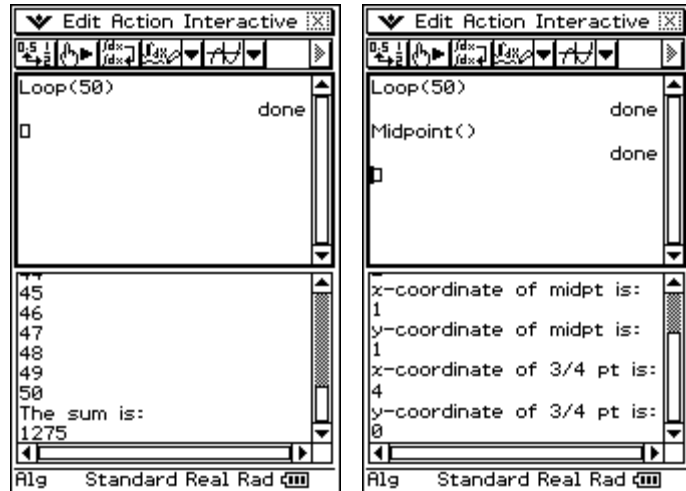 Edit Action Interactive
Loop(50)
done
45
46
47
48
49
50
The sum is:
1275
Alg Standard Real Rad
Edit Action Interactive
Loop(50)
done
Midpoint()
done
x-coordinate of midpt is:
1
y-coordinate of midpt is:
1
x-coordinate of 3/4 pt is:
4
y-coordinate of 3/4 pt is:
0
Alg Standard Real Rad